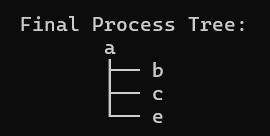 Final Process Tree:
a
├── b
├── c
└── e